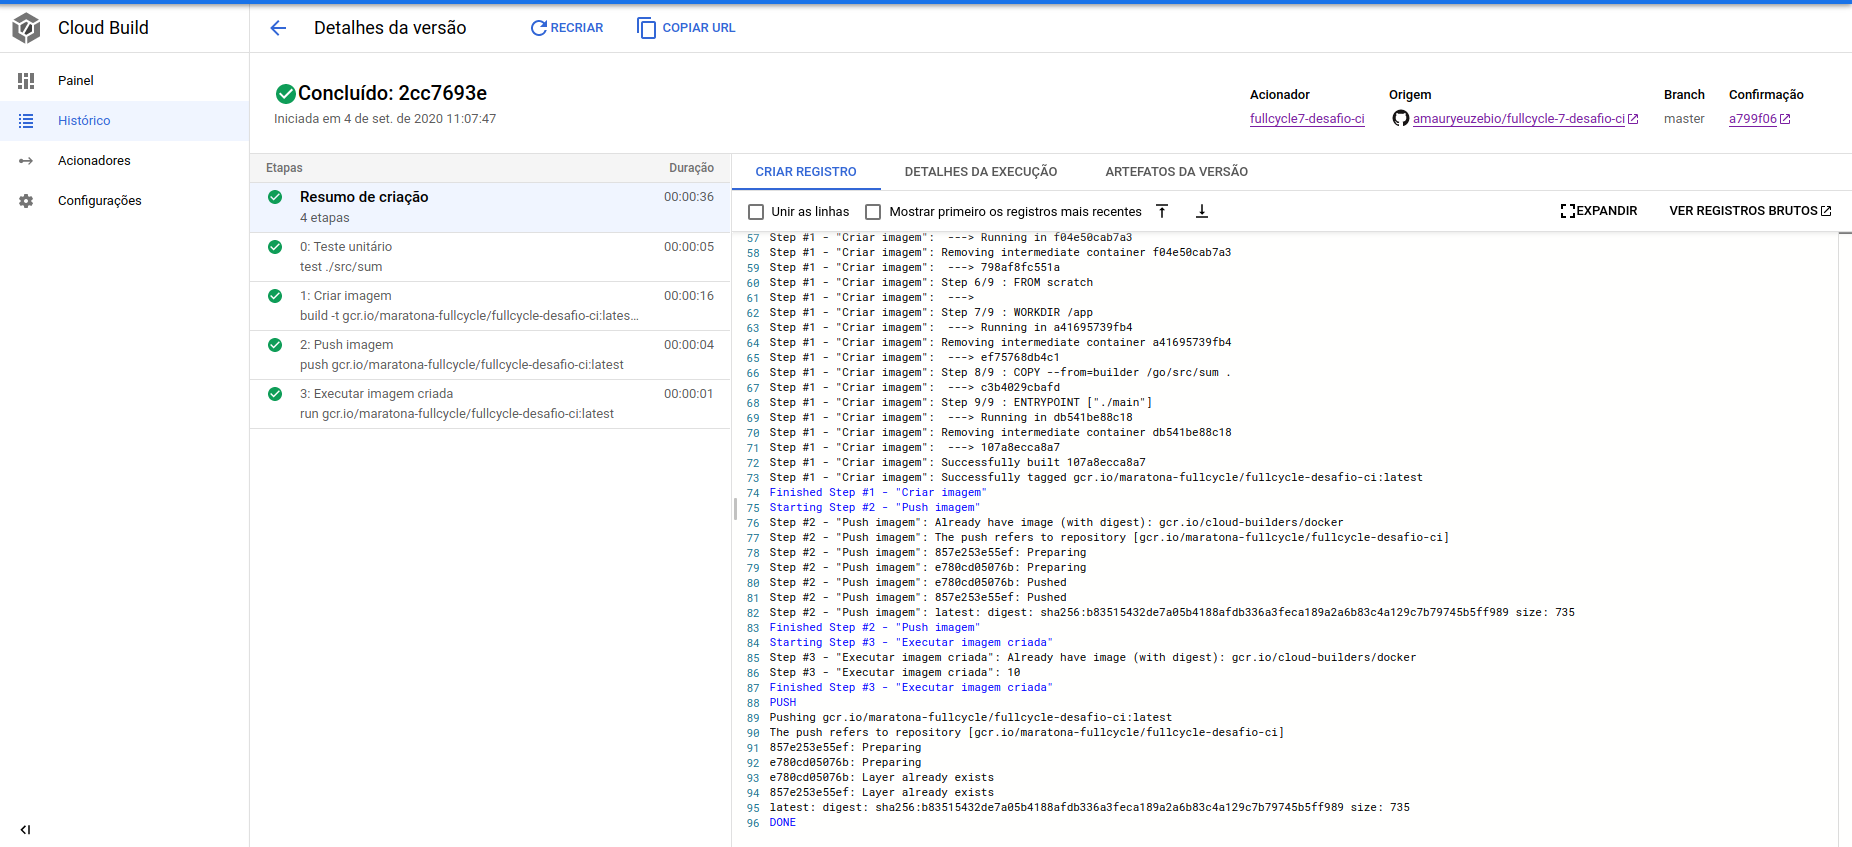 Cloud Build
Detalhes da versão
RECRIAR
COPIAR URL
Painel
Histórico
Acionadores
Configurações
Concluído: 2cc7693e
Iniciada em 4 de set. de 2020 11:07:47
Acionador
fullcycle7-desafio-ci
Origem
amauryeuzebio/fullcycle-7-desafio-ci
Branch
master
Confirmação
a799f06
Etapas Duração
Resumo de criação 00:00:36
4 etapas
0: Teste unitário 00:00:05
test ./src/sum
1: Criar imagem 00:00:16
build -t gcr.io/maratona-fullcycle/fullcycle-desafio-ci:lates...
2: Push imagem 00:00:04
push gcr.io/maratona-fullcycle/fullcycle-desafio-ci:latest
3: Executar imagem criada 00:00:01
run gcr.io/maratona-fullcycle/fullcycle-desafio-ci:latest
CRIAR REGISTRO DETALHES DA EXECUÇÃO ARTEFATOS DA VERSÃO
Unir as linhas Mostrar primeiro os registros mais recentes EXPANDIR VER REGISTROS BRUTOS
57 Step #1 - "Criar imagem":  ---> Running in f04e50cab7a3
58 Step #1 - "Criar imagem": Removing intermediate container f04e50cab7a3
59 Step #1 - "Criar imagem":  ---> 798af8fc551a
60 Step #1 - "Criar imagem": Step 6/9 : FROM scratch
61 Step #1 - "Criar imagem":  --->
62 Step #1 - "Criar imagem": Step 7/9 : WORKDIR /app
63 Step #1 - "Criar imagem":  ---> Running in a41695739fb4
64 Step #1 - "Criar imagem": Removing intermediate container a41695739fb4
65 Step #1 - "Criar imagem":  ---> ef75768db4c1
66 Step #1 - "Criar imagem": Step 8/9 : COPY --from=builder /go/src/sum .
67 Step #1 - "Criar imagem":  ---> c3b4029cbafd
68 Step #1 - "Criar imagem": Step 9/9 : ENTRYPOINT ["./main"]
69 Step #1 - "Criar imagem":  ---> Running in db541be88c18
70 Step #1 - "Criar imagem": Removing intermediate container db541be88c18
71 Step #1 - "Criar imagem":  ---> 107a8ecca8a7
72 Step #1 - "Criar imagem": Successfully built 107a8ecca8a7
73 Step #1 - "Criar imagem": Successfully tagged gcr.io/maratona-fullcycle/fullcycle-desafio-ci:latest
74 Finished Step #1 - "Criar imagem"
75 Starting Step #2 - "Push imagem"
76 Step #2 - "Push imagem": Already have image (with digest): gcr.io/cloud-builders/docker
77 Step #2 - "Push imagem": The push refers to repository [gcr.io/maratona-fullcycle/fullcycle-desafio-ci]
78 Step #2 - "Push imagem": 857e253e55ef: Preparing
79 Step #2 - "Push imagem": e780cd05076b: Preparing
80 Step #2 - "Push imagem": e780cd05076b: Pushed
81 Step #2 - "Push imagem": 857e253e55ef: Pushed
82 Step #2 - "Push imagem": latest: digest: sha256:b83515432de7a05b4188afdb336a3feca189a2a6b83c4a129c7b79745b5ff989 size: 735
83 Finished Step #2 - "Push imagem"
84 Starting Step #3 - "Executar imagem criada"
85 Step #3 - "Executar imagem criada": Already have image (with digest): gcr.io/cloud-builders/docker
86 Step #3 - "Executar imagem criada": 10
87 Finished Step #3 - "Executar imagem criada"
88 PUSH
89 Pushing gcr.io/maratona-fullcycle/fullcycle-desafio-ci:latest
90 The push refers to repository [gcr.io/maratona-fullcycle/fullcycle-desafio-ci]
91 857e253e55ef: Preparing
92 e780cd05076b: Preparing
93 e780cd05076b: Layer already exists
94 857e253e55ef: Layer already exists
95 latest: digest: sha256:b83515432de7a05b4188afdb336a3feca189a2a6b83c4a129c7b79745b5ff989 size: 735
96 DONE